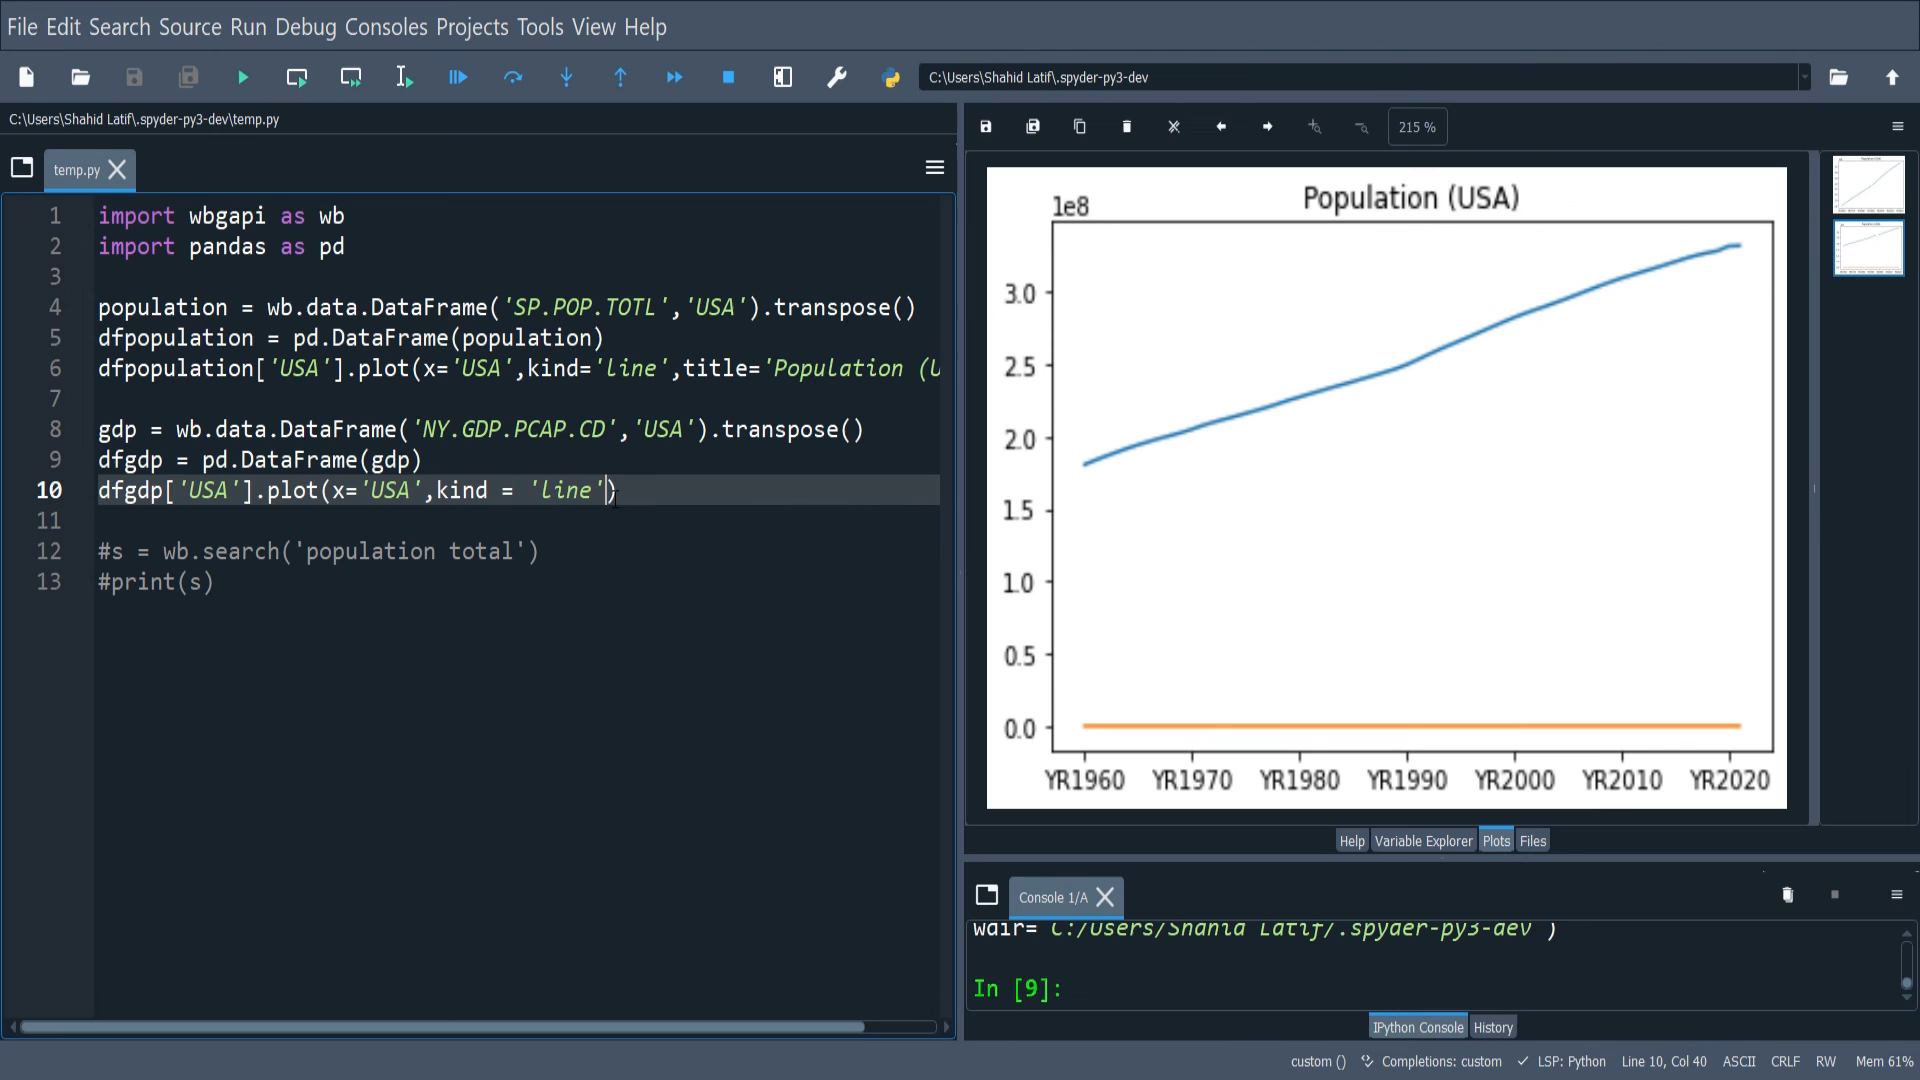 File Edit Search Source Run Debug Consoles Projects Tools View Help
C:\Users\Shahid Latif\.spyder-py3-dev
C:\Users\Shahid Latif\.spyder-py3-dev\temp.py
temp.py
1 import wbgapi as wb
2 import pandas as pd
3
4 population = wb.data.DataFrame('SP.POP.TOTL','USA').transpose()
5 dfpopulation = pd.DataFrame(population)
6 dfpopulation['USA'].plot(x='USA',kind='line',title='Population (U
7
8 gdp = wb.data.DataFrame('NY.GDP.PCAP.CD','USA').transpose()
9 dfgdp = pd.DataFrame(gdp)
10 dfgdp['USA'].plot(x='USA',kind = 'line')
11
12 #s = wb.search('population total')
13 #print(s)
215 %
Population (USA)
1e8
3.0
2.5
2.0
1.5
1.0
0.5
0.0
YR1960 YR1970 YR1980 YR1990 YR2000 YR2010 YR2020
Help Variable Explorer Plots Files
Console 1/A
wdir= C:/Users/Shahid Latif/.spyder-py3-dev )
In [9]:
IPython Console History
custom () Completions: custom LSP: Python Line 10, Col 40 ASCII CRLF RW Mem 61%